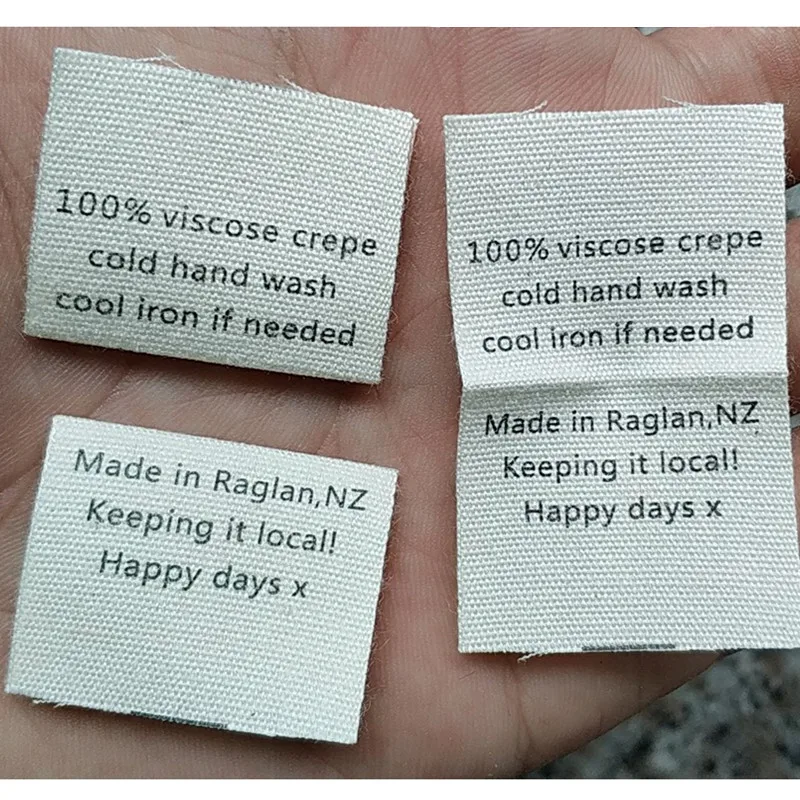 100% viscose crepe
cold hand wash
cool iron if needed
Made in Raglan,NZ
Keeping it local!
Happy days x
100% viscose crepe
cold hand wash
cool iron if needed
Made in Raglan,NZ
Keeping it local!
Happy days x